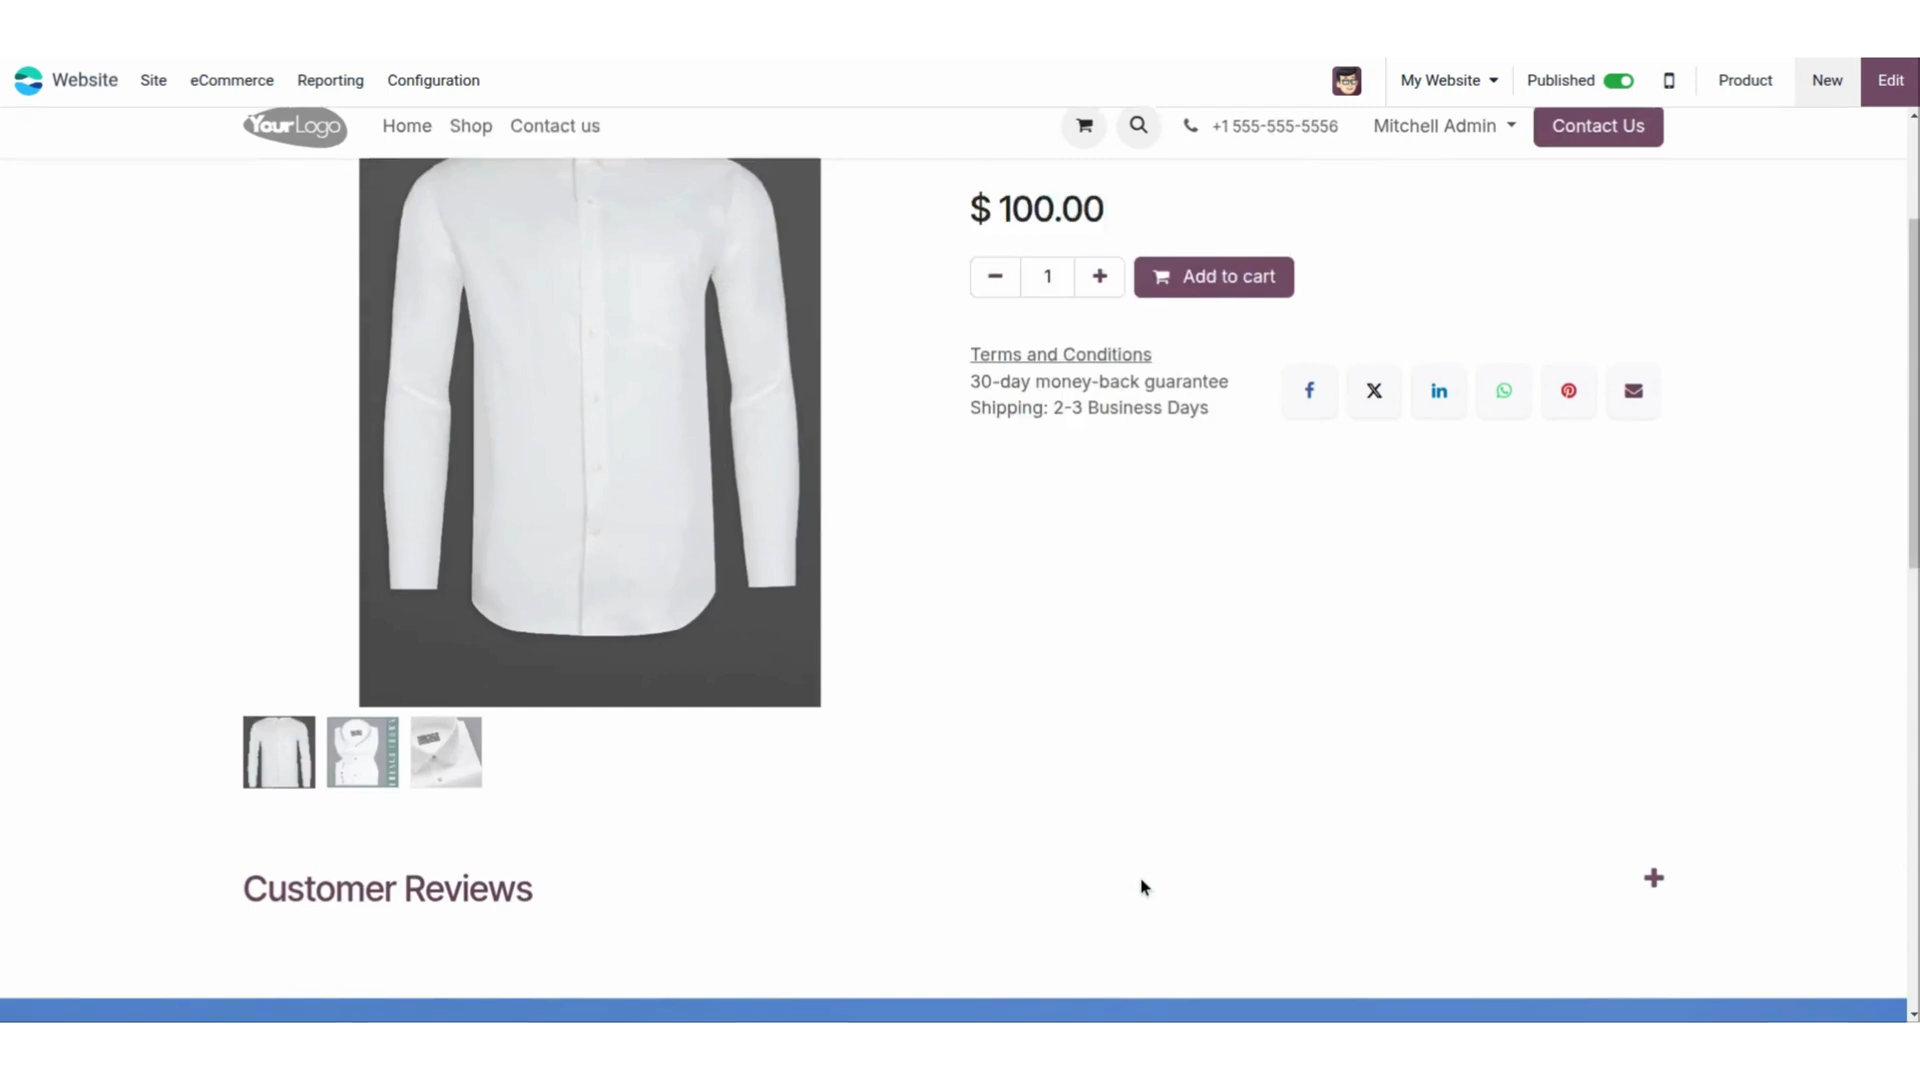 Website Site eCommerce Reporting Configuration My Website Published Product New Edit
YourLogo Home Shop Contact us +1 555-555-5556 Mitchell Admin Contact Us
$ 100.00
1 Add to cart
Terms and Conditions
30-day money-back guarantee
Shipping: 2-3 Business Days
Customer Reviews